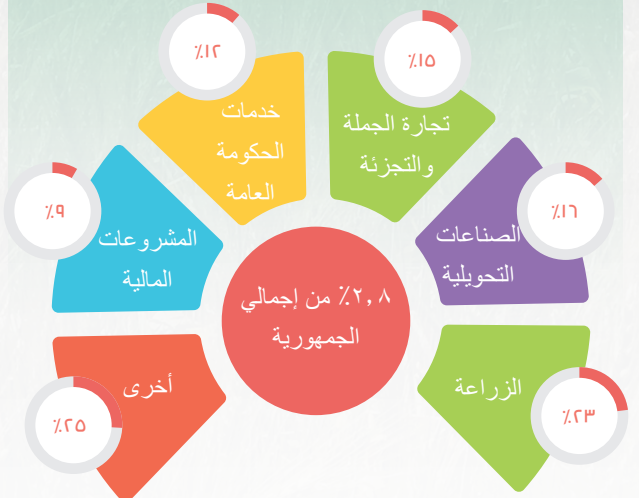 ٪١٥
تجارة الجملة
والتجزئة
٪١٦
الصناعات
التحويلية
٪٢٣
الزراعة
٪١٢
خدمات
الحكومة
العامة
٪٩
المشروعات
المالية
٪٢٥
أخرى
٢,٨٪ من إجمالي
الجمهورية